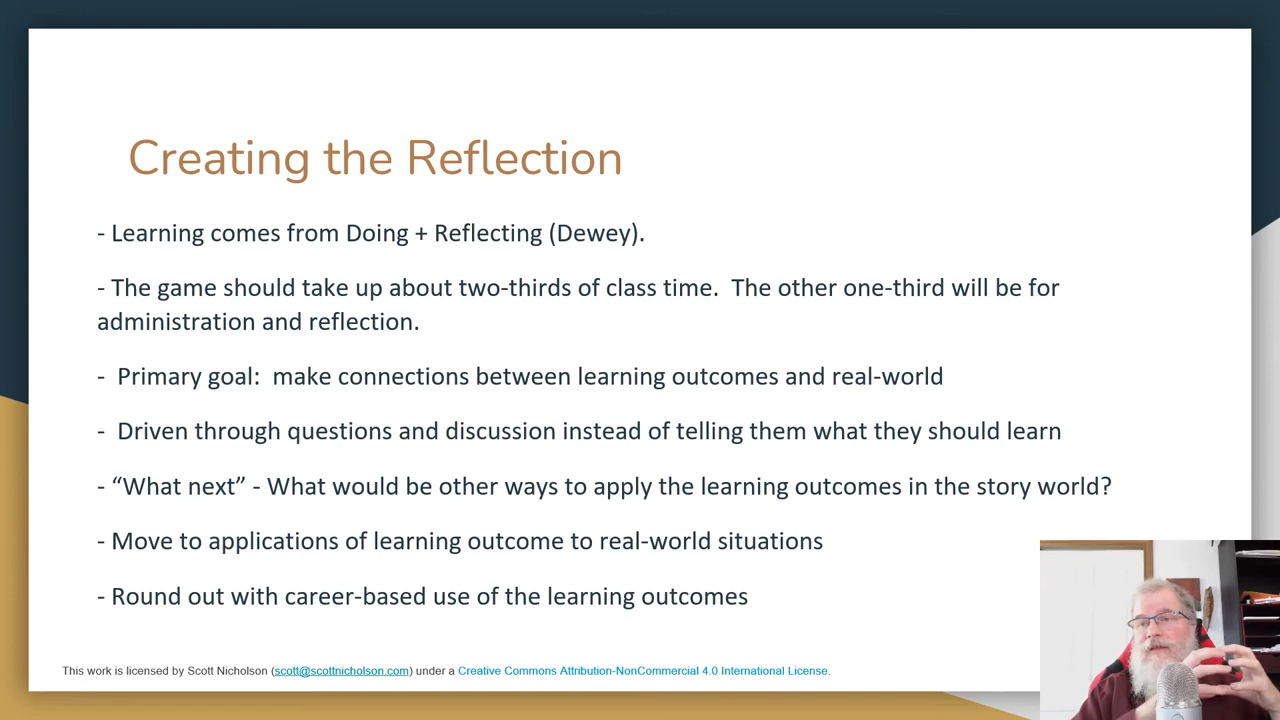 Creating the Reflection
- Learning comes from Doing + Reflecting (Dewey).
- The game should take up about two-thirds of class time.  The other one-third will be for
administration and reflection.
-  Primary goal:  make connections between learning outcomes and real-world
-  Driven through questions and discussion instead of telling them what they should learn
- “What next” - What would be other ways to apply the learning outcomes in the story world?
- Move to applications of learning outcome to real-world situations
- Round out with career-based use of the learning outcomes
This work is licensed by Scott Nicholson (scott@scottnicholson.com) under a Creative Commons Attribution-NonCommercial 4.0 International License.